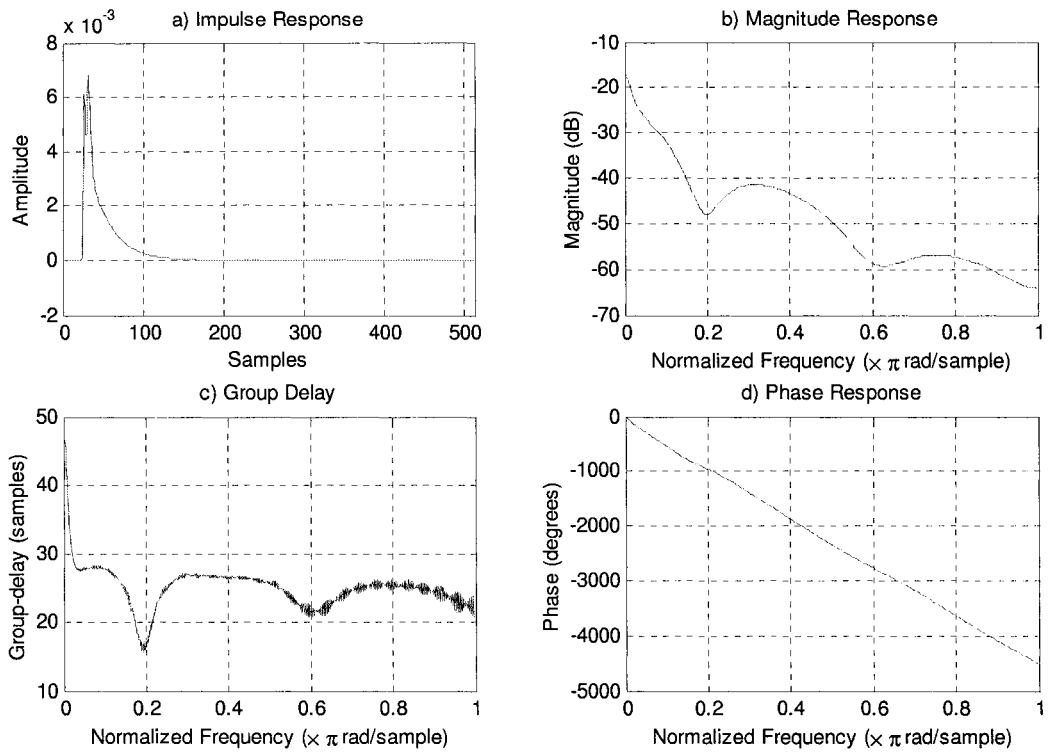 a) Impulse Response
x 10-3
8
6
4
2
0
-2
Amplitude
0 100 200 300 400 500
Samples
b) Magnitude Response
-10
-20
-30
-40
-50
-60
-70
Magnitude (dB)
0 0.2 0.4 0.6 0.8 1
Normalized Frequency (× π rad/sample)
c) Group Delay
50
40
30
20
10
Group-delay (samples)
0 0.2 0.4 0.6 0.8 1
Normalized Frequency (× π rad/sample)
d) Phase Response
0
-1000
-2000
-3000
-4000
-5000
Phase (degrees)
0 0.2 0.4 0.6 0.8 1
Normalized Frequency (× π rad/sample)